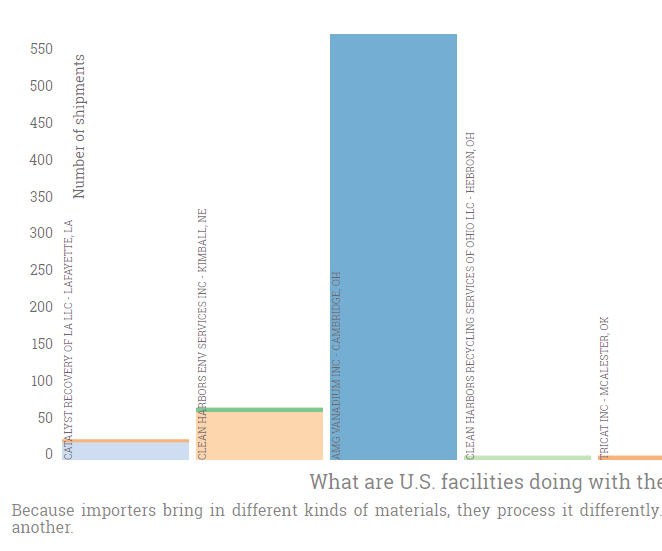 550
500
450
400
350
300
250
200
150
100
50
0
Number of shipments
CATALYST RECOVERY OF LA LLC - LAFAYETTE, LA
CLEAN HARBORS ENV SERVICES INC - KIMBALL, NE
AMG VANADIUM INC - CAMBRIDGE, OH
CLEAN HARBORS RECYCLING SERVICES OF OHIO LLC - HEBRON, OH
TRICAT INC - MCALESTER, OK
What are U.S. facilities doing with the
Because importers bring in different kinds of materials, they process it differently.
another.